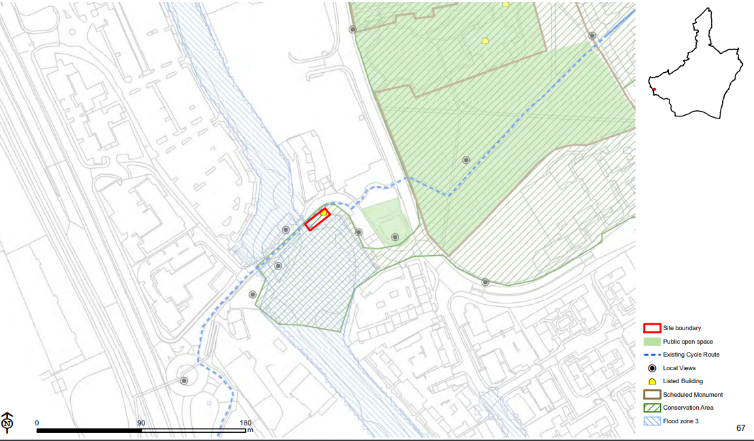 Site boundary
Public open space
Existing Cycle Route
Local Views
Listed Building
Scheduled Monument
Conservation Area
Flood zone 3
N
0 90 180
m
67